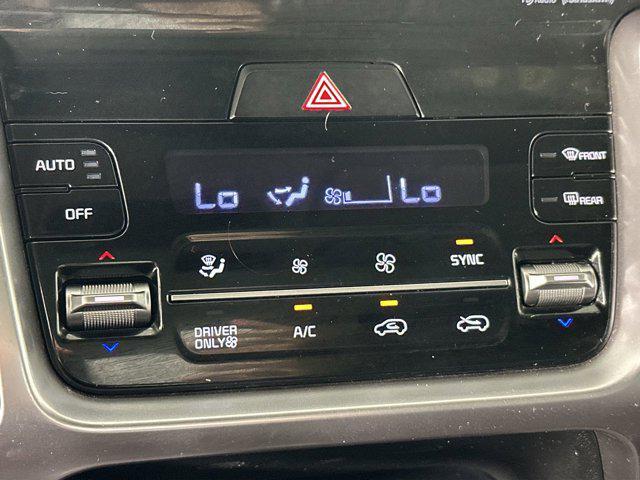 AUTO
OFF
Lo
Lo
FRONT
REAR
SYNC
DRIVER
ONLY
A/C